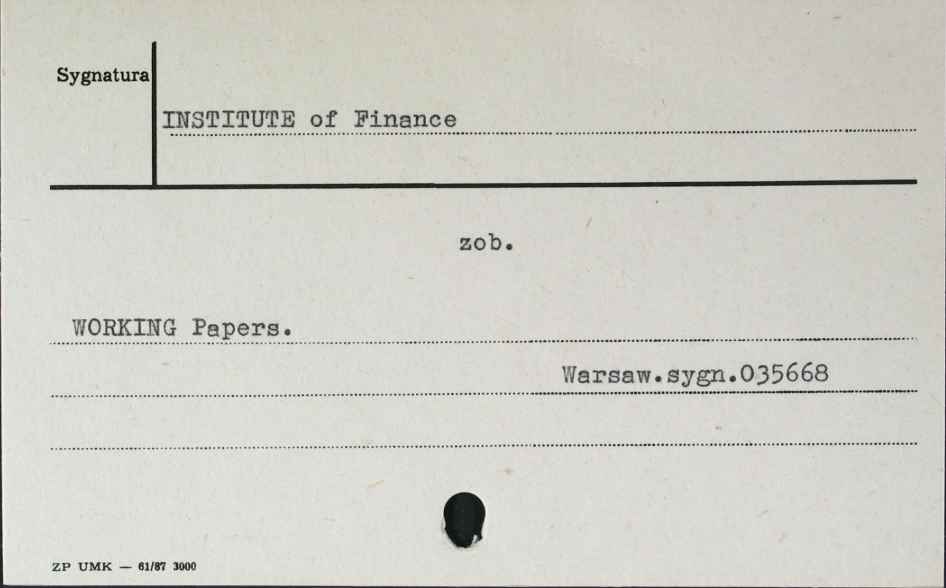 Sygnatura
INSTITUTE of Finance
zob.
WORKING Papers.
Warsaw.sygn.035668
ZP UMK — 61/87 3000